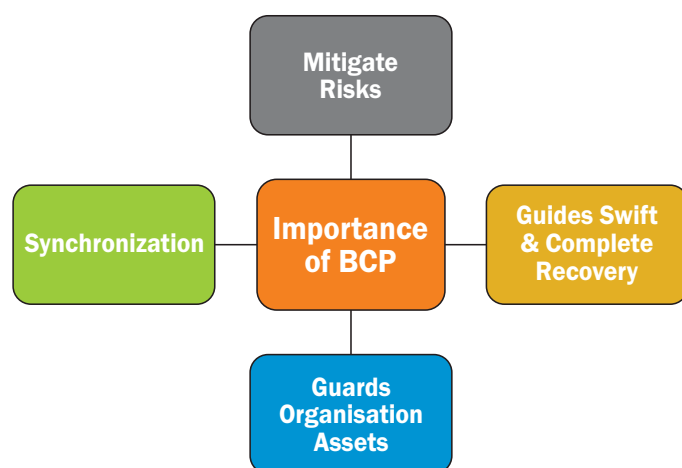 Mitigate
Risks
Synchronization
Importance
of BCP
Guides Swift
& Complete
Recovery
Guards
Organisation
Assets